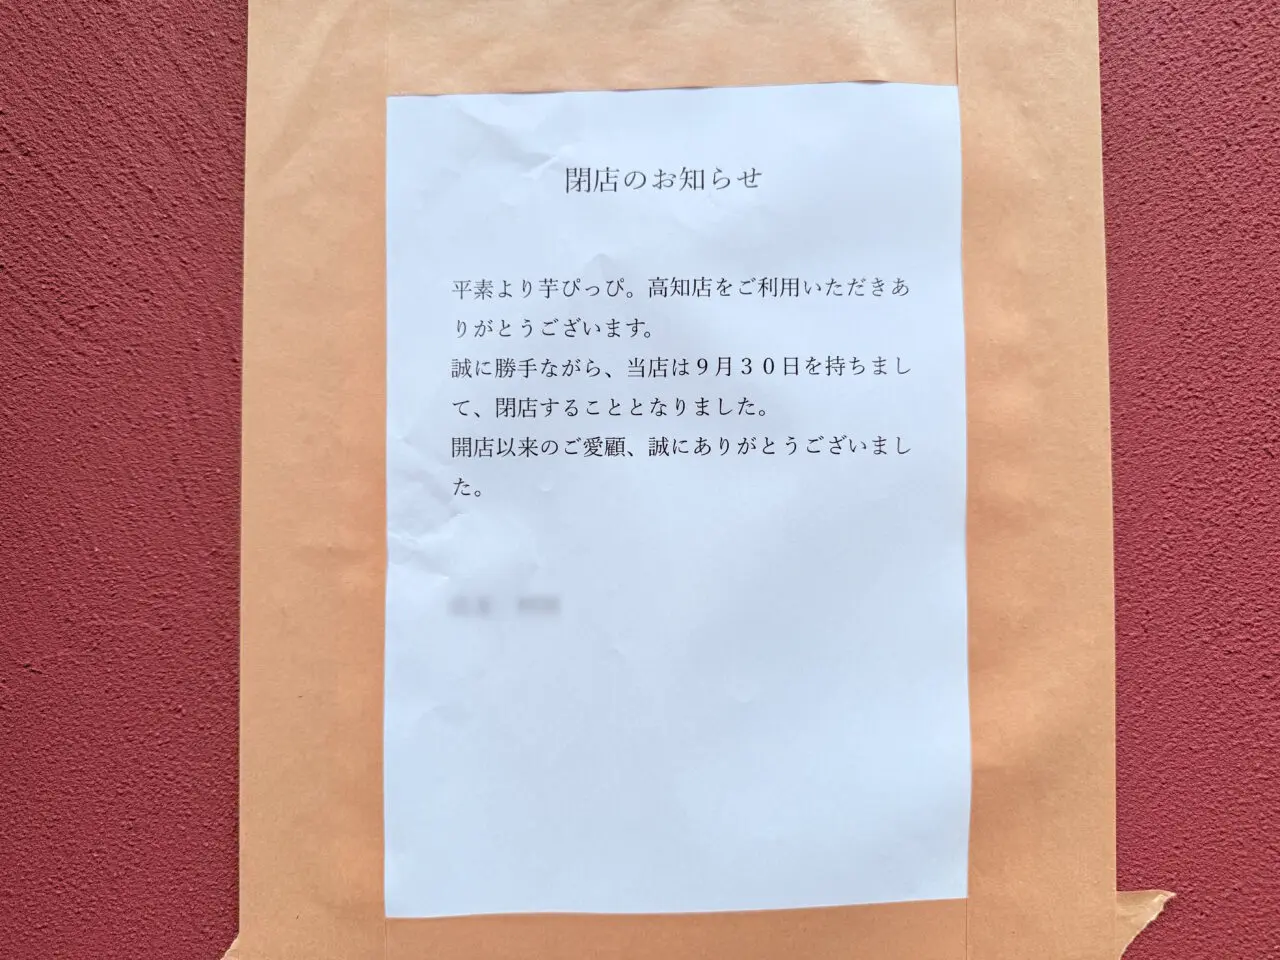 閉店のお知らせ
平素より芋ぴっぴ。高知店をご利用いただきあ
りがとうございます。
誠に勝手ながら、当店は９月３０日を持ちまし
て、閉店することとなりました。
開店以来のご愛顧、誠にありがとうございまし
た。